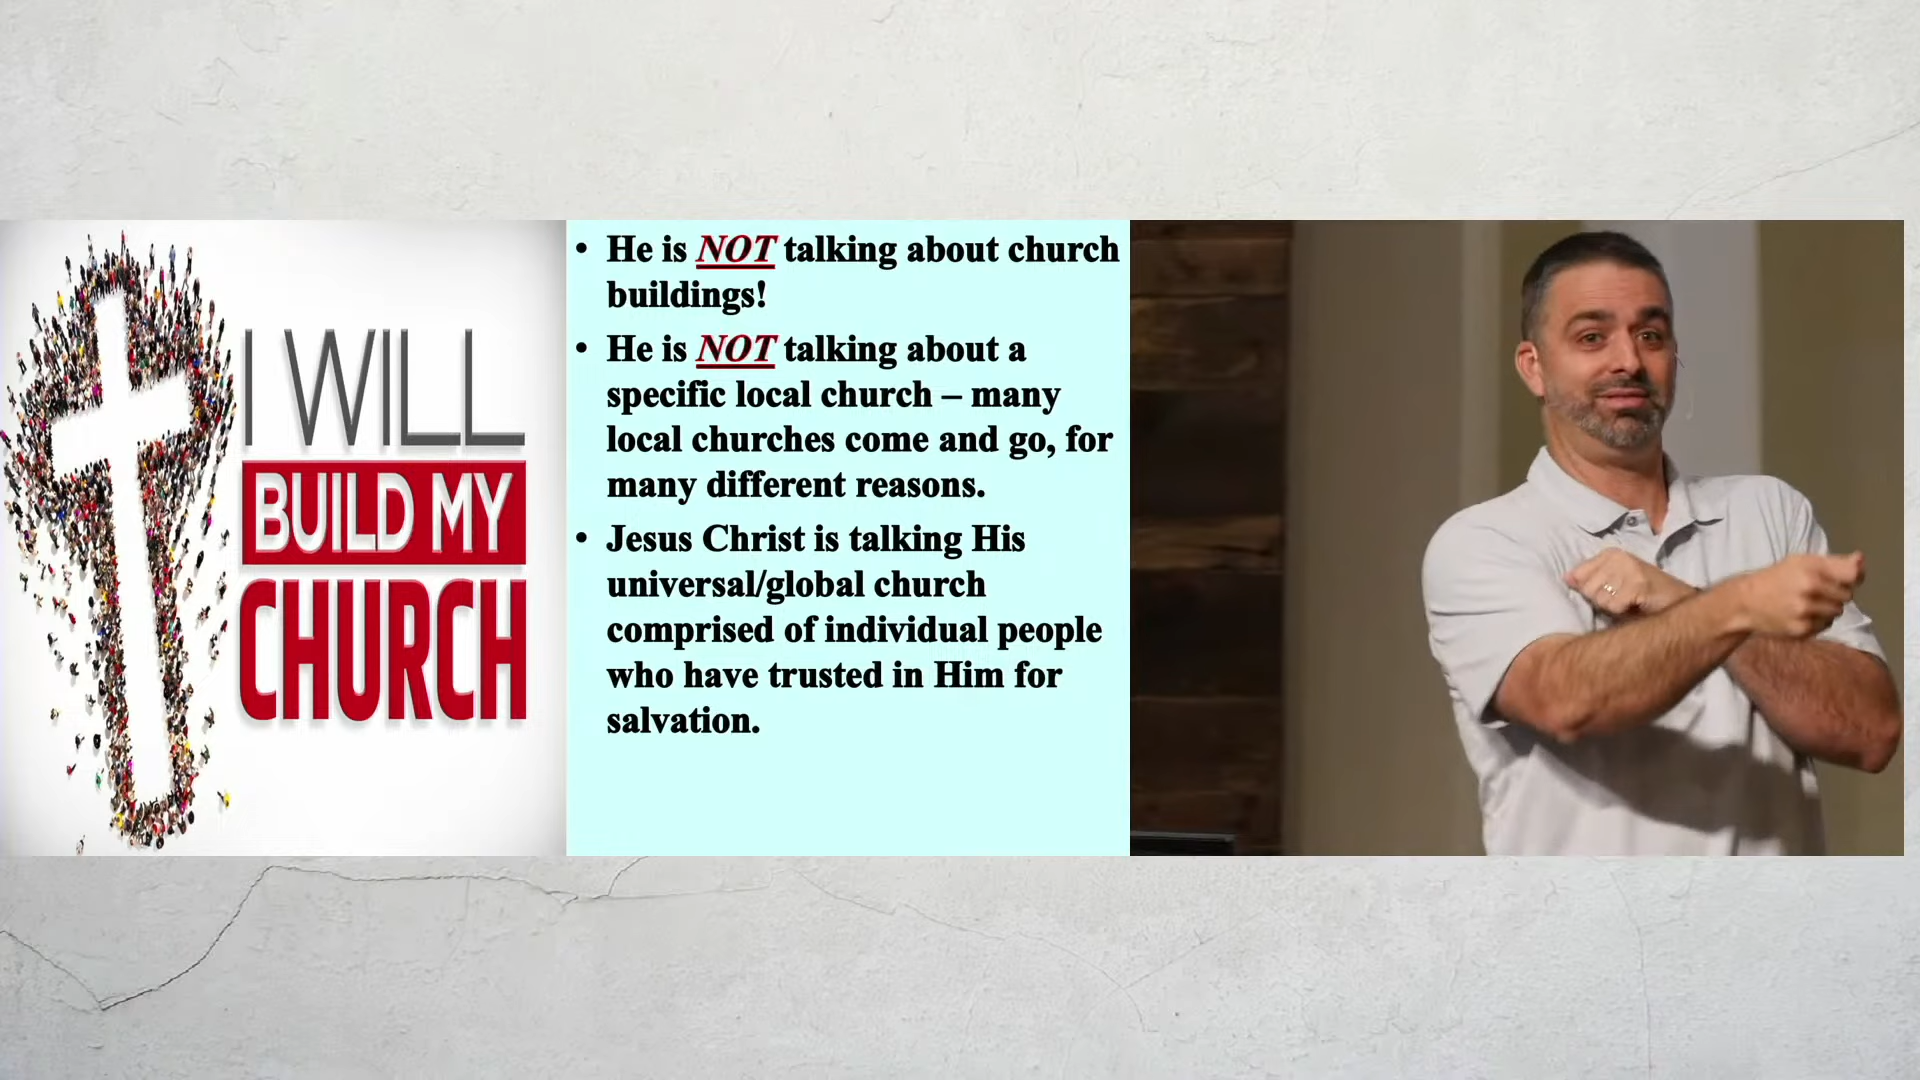 I WILL
BUILD MY
CHURCH
• He is NOT talking about church
buildings!
• He is NOT talking about a
specific local church – many
local churches come and go, for
many different reasons.
• Jesus Christ is talking His
universal/global church
comprised of individual people
who have trusted in Him for
salvation.